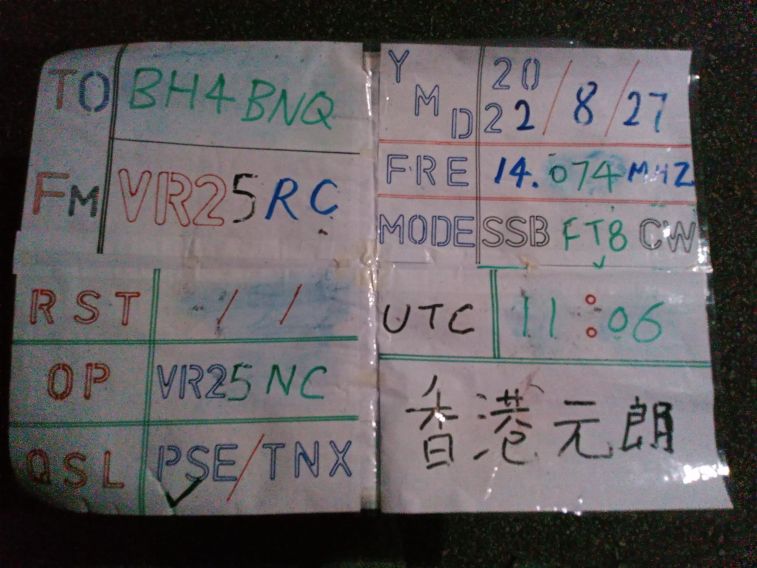 TO BH4BNQ
FM VR25RC
Y M D 2022/8/27
FRE 14.074 MHZ
MODE SSB FT8 CW
RST / /
OP VR25NC
QSL PSE/TNX
UTC 11:06
香港元朗